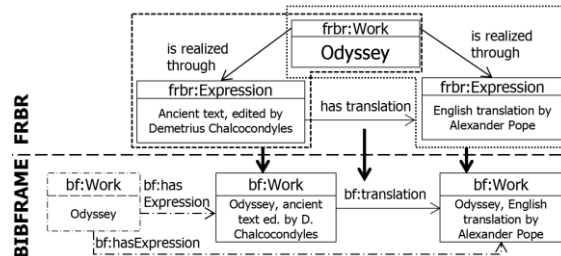 frbr:Work
Odyssey
is realized
through
is realized
through
frbr:Expression
Ancient text, edited by
Demetrius Chalcocondyles
has translation
frbr:Expression
English translation by
Alexander Pope
FRBR
BIBFRAME
bf:Work
Odyssey
bf:has
Expression
bf:Work
Odyssey, ancient
text ed. by D.
Chalcocondyles
bf:translation
bf:Work
Odyssey, English
translation by
Alexander Pope
bf:hasExpression